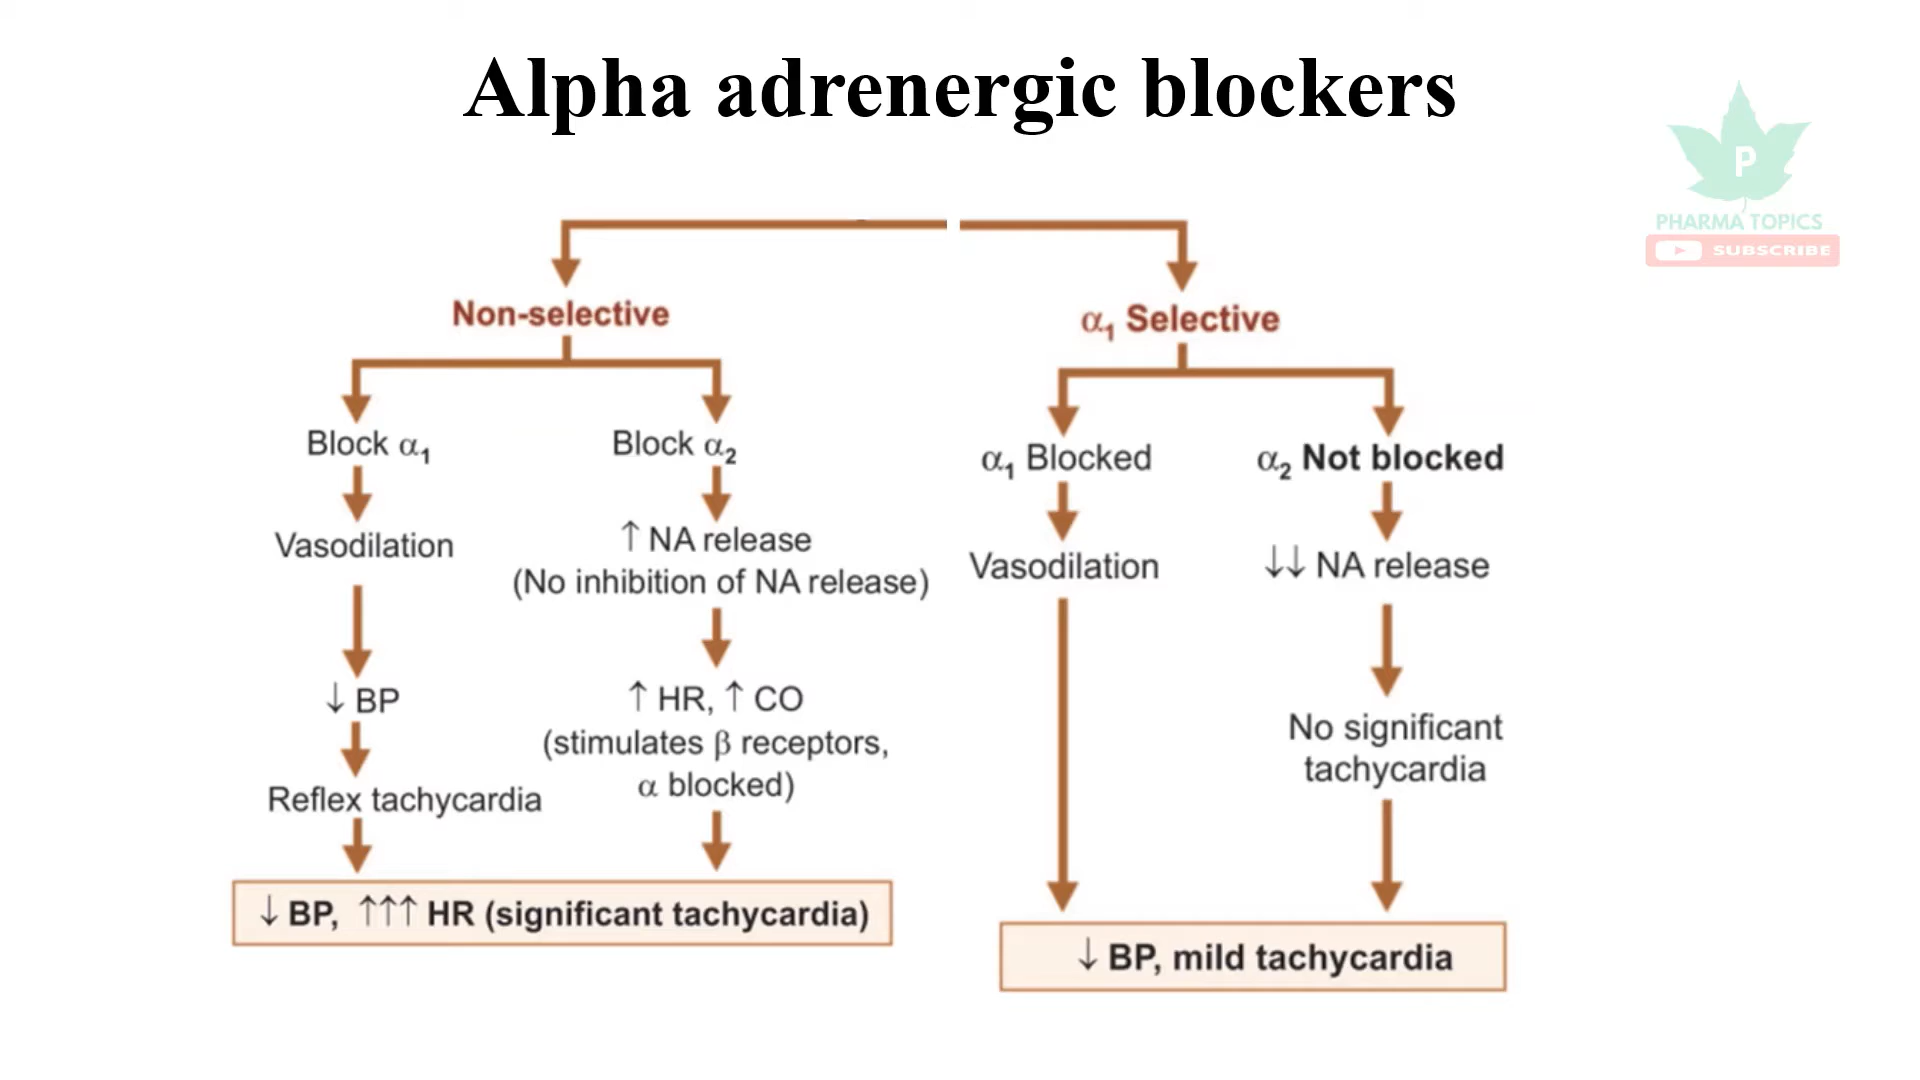 Alpha adrenergic blockers
P
PHARMA TOPICS
SUBSCRIBE
Non-selective
Block α₁
Block α₂
Vasodilation
↑ NA release
(No inhibition of NA release)
↓ BP
↑ HR, ↑ CO
(stimulates β receptors,
α blocked)
Reflex tachycardia
↓ BP, ↑↑↑ HR (significant tachycardia)
α₁ Selective
α₁ Blocked
α₂ Not blocked
Vasodilation
↓↓ NA release
No significant
tachycardia
↓ BP, mild tachycardia